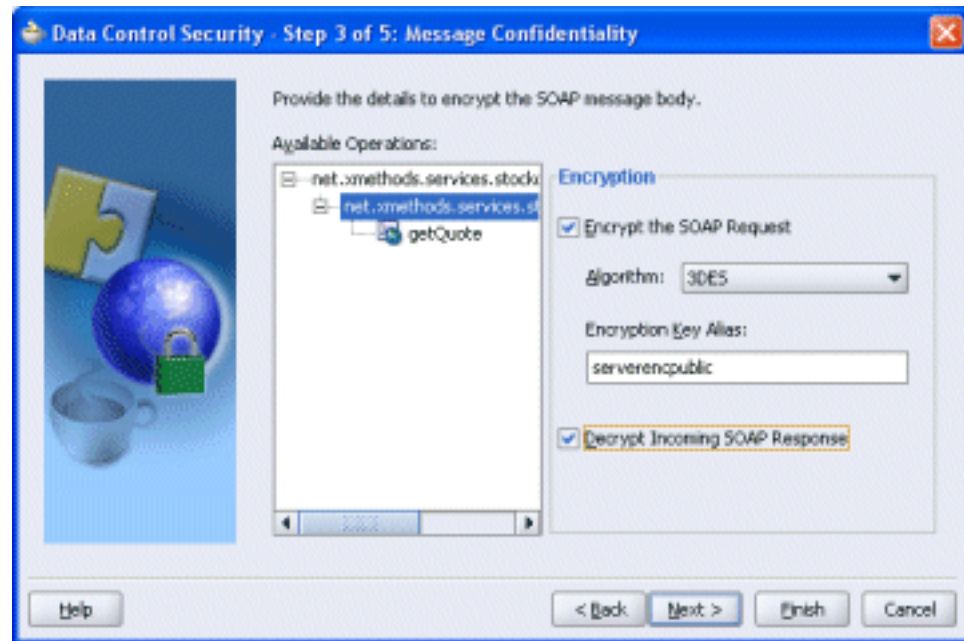 Data Control Security - Step 3 of 5: Message Confidentiality
Provide the details to encrypt the SOAP message body.
Available Operations:
net.xmethods.services.stock
net.xmethods.services.st
getQuote
Encryption
Encrypt the SOAP Request
Algorithm: 3DES
Encryption Key Alias:
serverencpublic
Decrypt Incoming SOAP Response
Help
< Back
Next >
Finish
Cancel